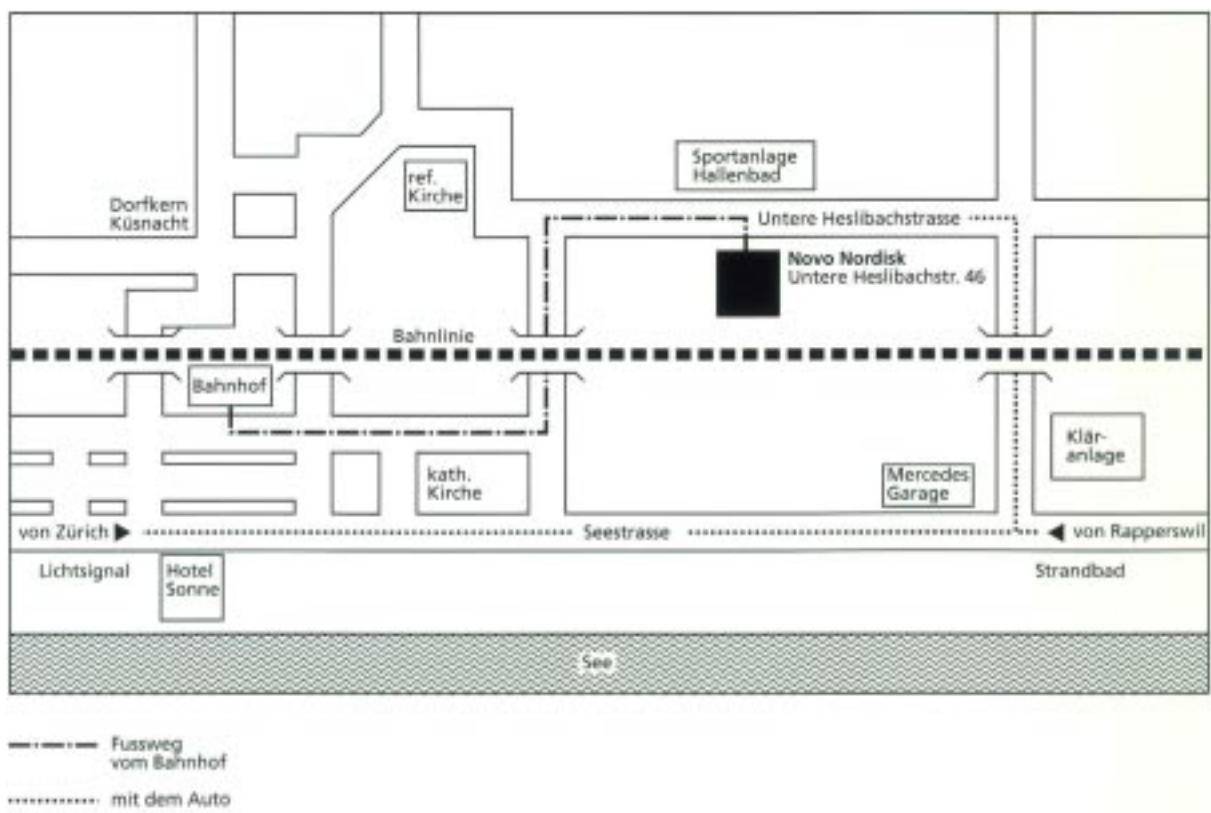 Sportanlage
Hallenbad
ref.
Kirche
Dorfkern
Küsnacht
Untere Heslibachstrasse
Novo Nordisk
Untere Heslibachstr. 46
Bahnlinie
Bahnhof
Klär-
anlage
kath.
Kirche
Mercedes
Garage
von Zürich
Seestrasse
von Rapperswil
Lichtsignal
Hotel
Sonne
Strandbad
See
Fussweg
vom Bahnhof
mit dem Auto